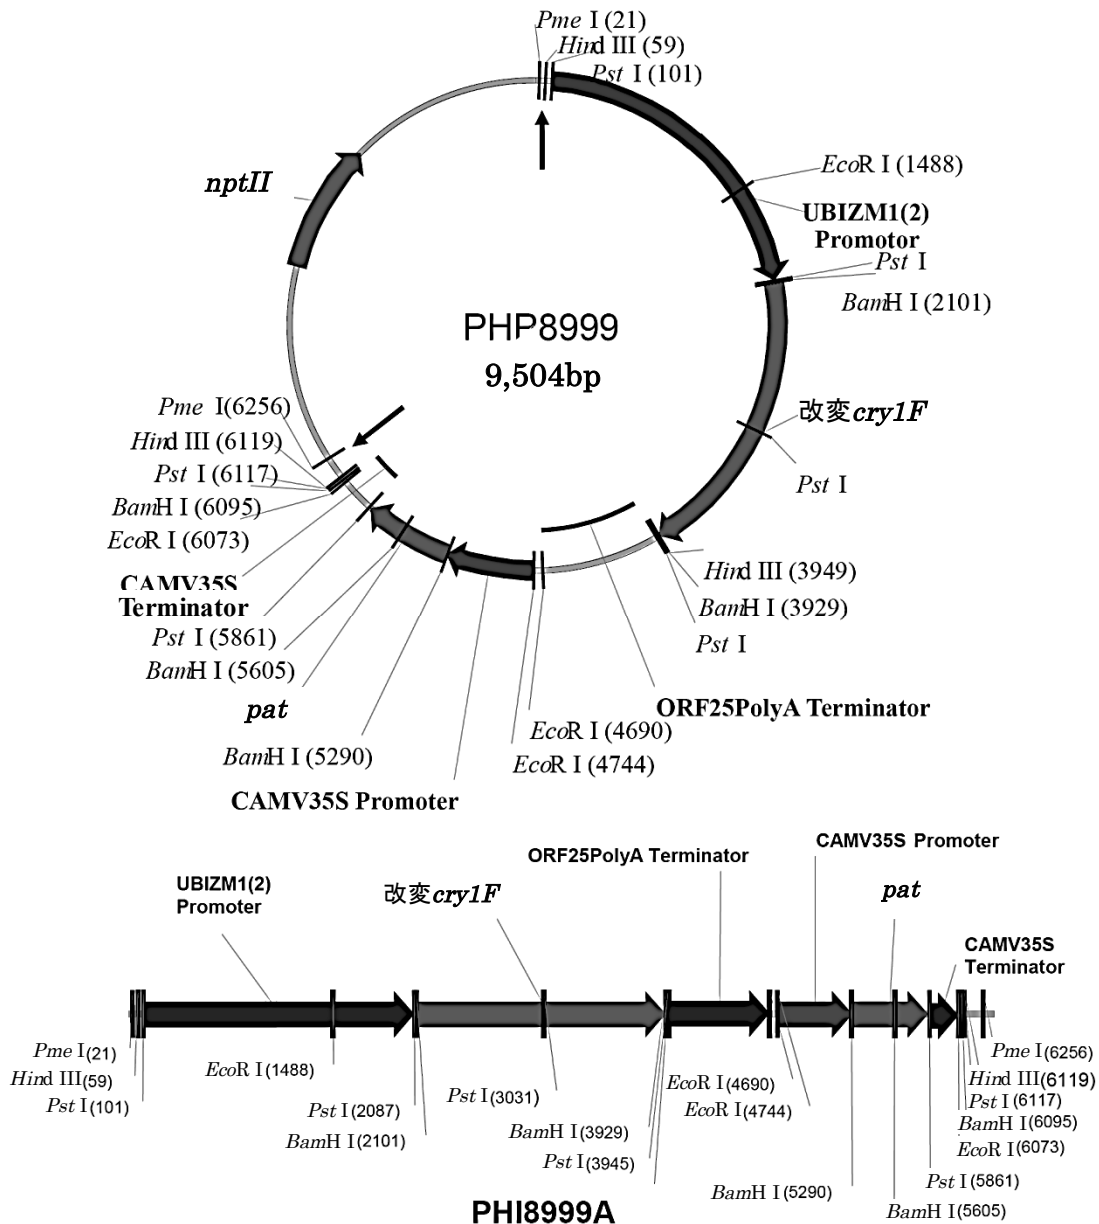 Pme I (21)
Hind III (59)
Pst I (101)
EcoR I (1488)
nptII
UBIZM1(2)
Promotor
Pst I
BamH I (2101)
PHP8999
9,504bp
改変cry1F
Pme I(6256)
Hind III (6119)
Pst I (6117)
BamH I (6095)
EcoR I (6073)
Pst I
CAMV35S
Terminator
Hind III (3949)
BamH I (3929)
Pst I
Pst I (5861)
BamH I (5605)
pat
ORF25PolyA Terminator
EcoR I (4690)
BamH I (5290)
EcoR I (4744)
CAMV35S Promoter
CAMV35S Promoter
ORF25PolyA Terminator
UBIZM1(2)
Promoter
改変cry1F
pat
CAMV35S
Terminator
Pme I(21)
Hind III(59)
Pst I(101)
EcoR I(1488)
Pst I(2087)
BamH I(2101)
Pst I(3031)
BamH I(3929)
Pst I(3945)
EcoR I(4690)
EcoR I(4744)
BamH I(5290)
Pme I(6256)
Hind III(6119)
Pst I(6117)
BamH I(6095)
EcoR I(6073)
Pst I(5861)
BamH I(5605)
PHI8999A